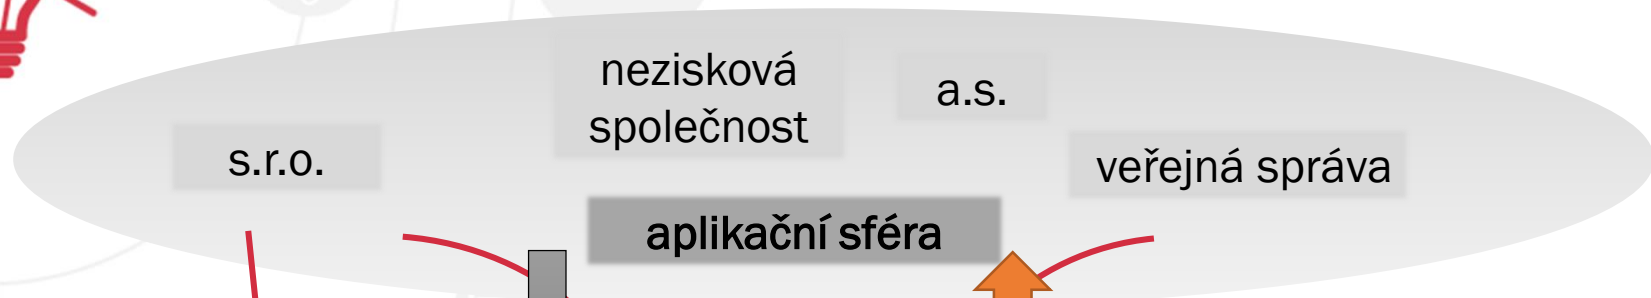 nezisková
společnost
a.s.
s.r.o.
veřejná správa
aplikační sféra